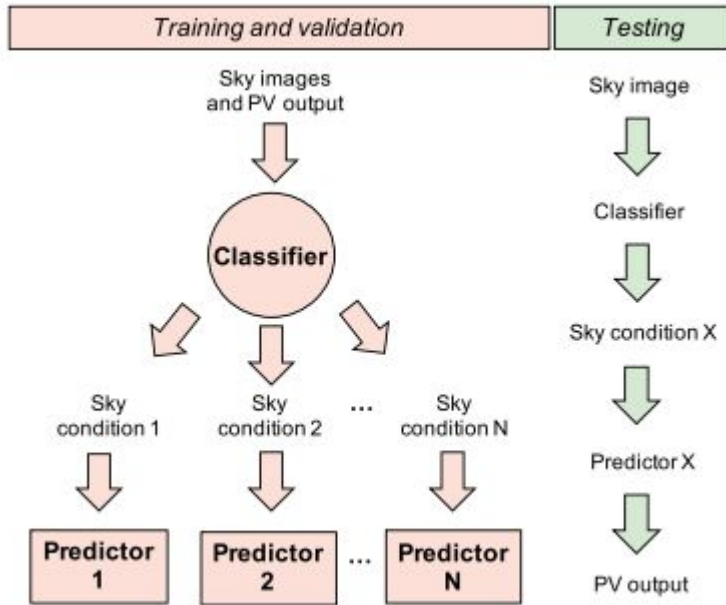 Training and validation
Testing
Sky images
and PV output
Classifier
Sky
condition 1
Sky
condition 2
...
Sky
condition N
Predictor
1
Predictor
2
...
Predictor
N
Sky image
Classifier
Sky condition X
Predictor X
PV output